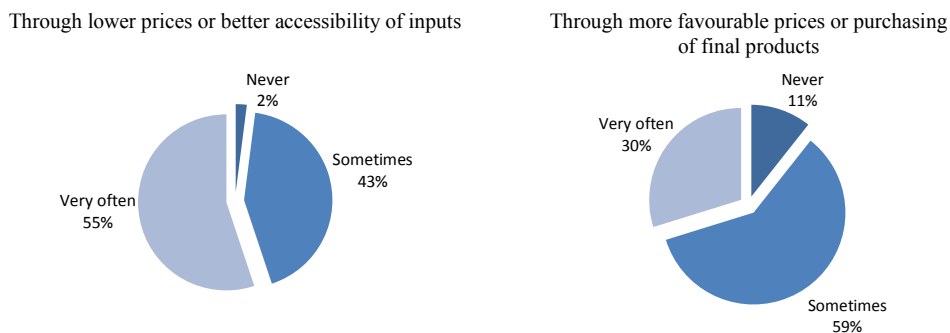 Through lower prices or better accessibility of inputs
Never
2%
Sometimes
43%
Very often
55%
Through more favourable prices or purchasing
of final products
Never
11%
Very often
30%
Sometimes
59%